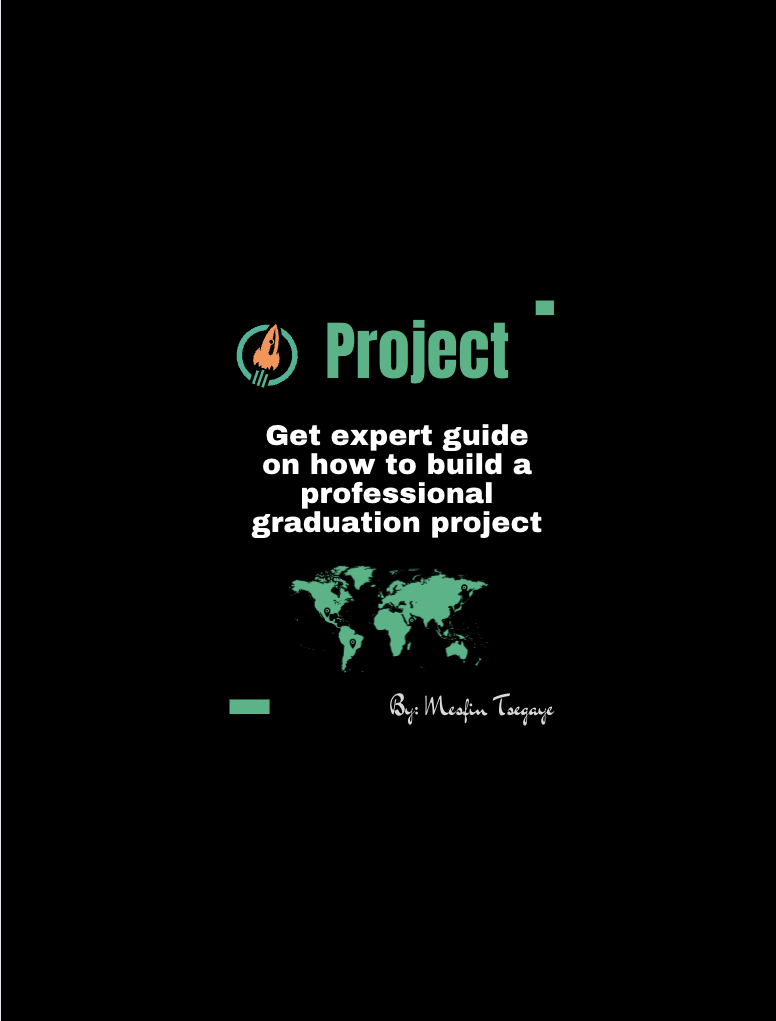 Project
Get expert guide
on how to build a
professional
graduation project
By: Mesfin Tsegaye